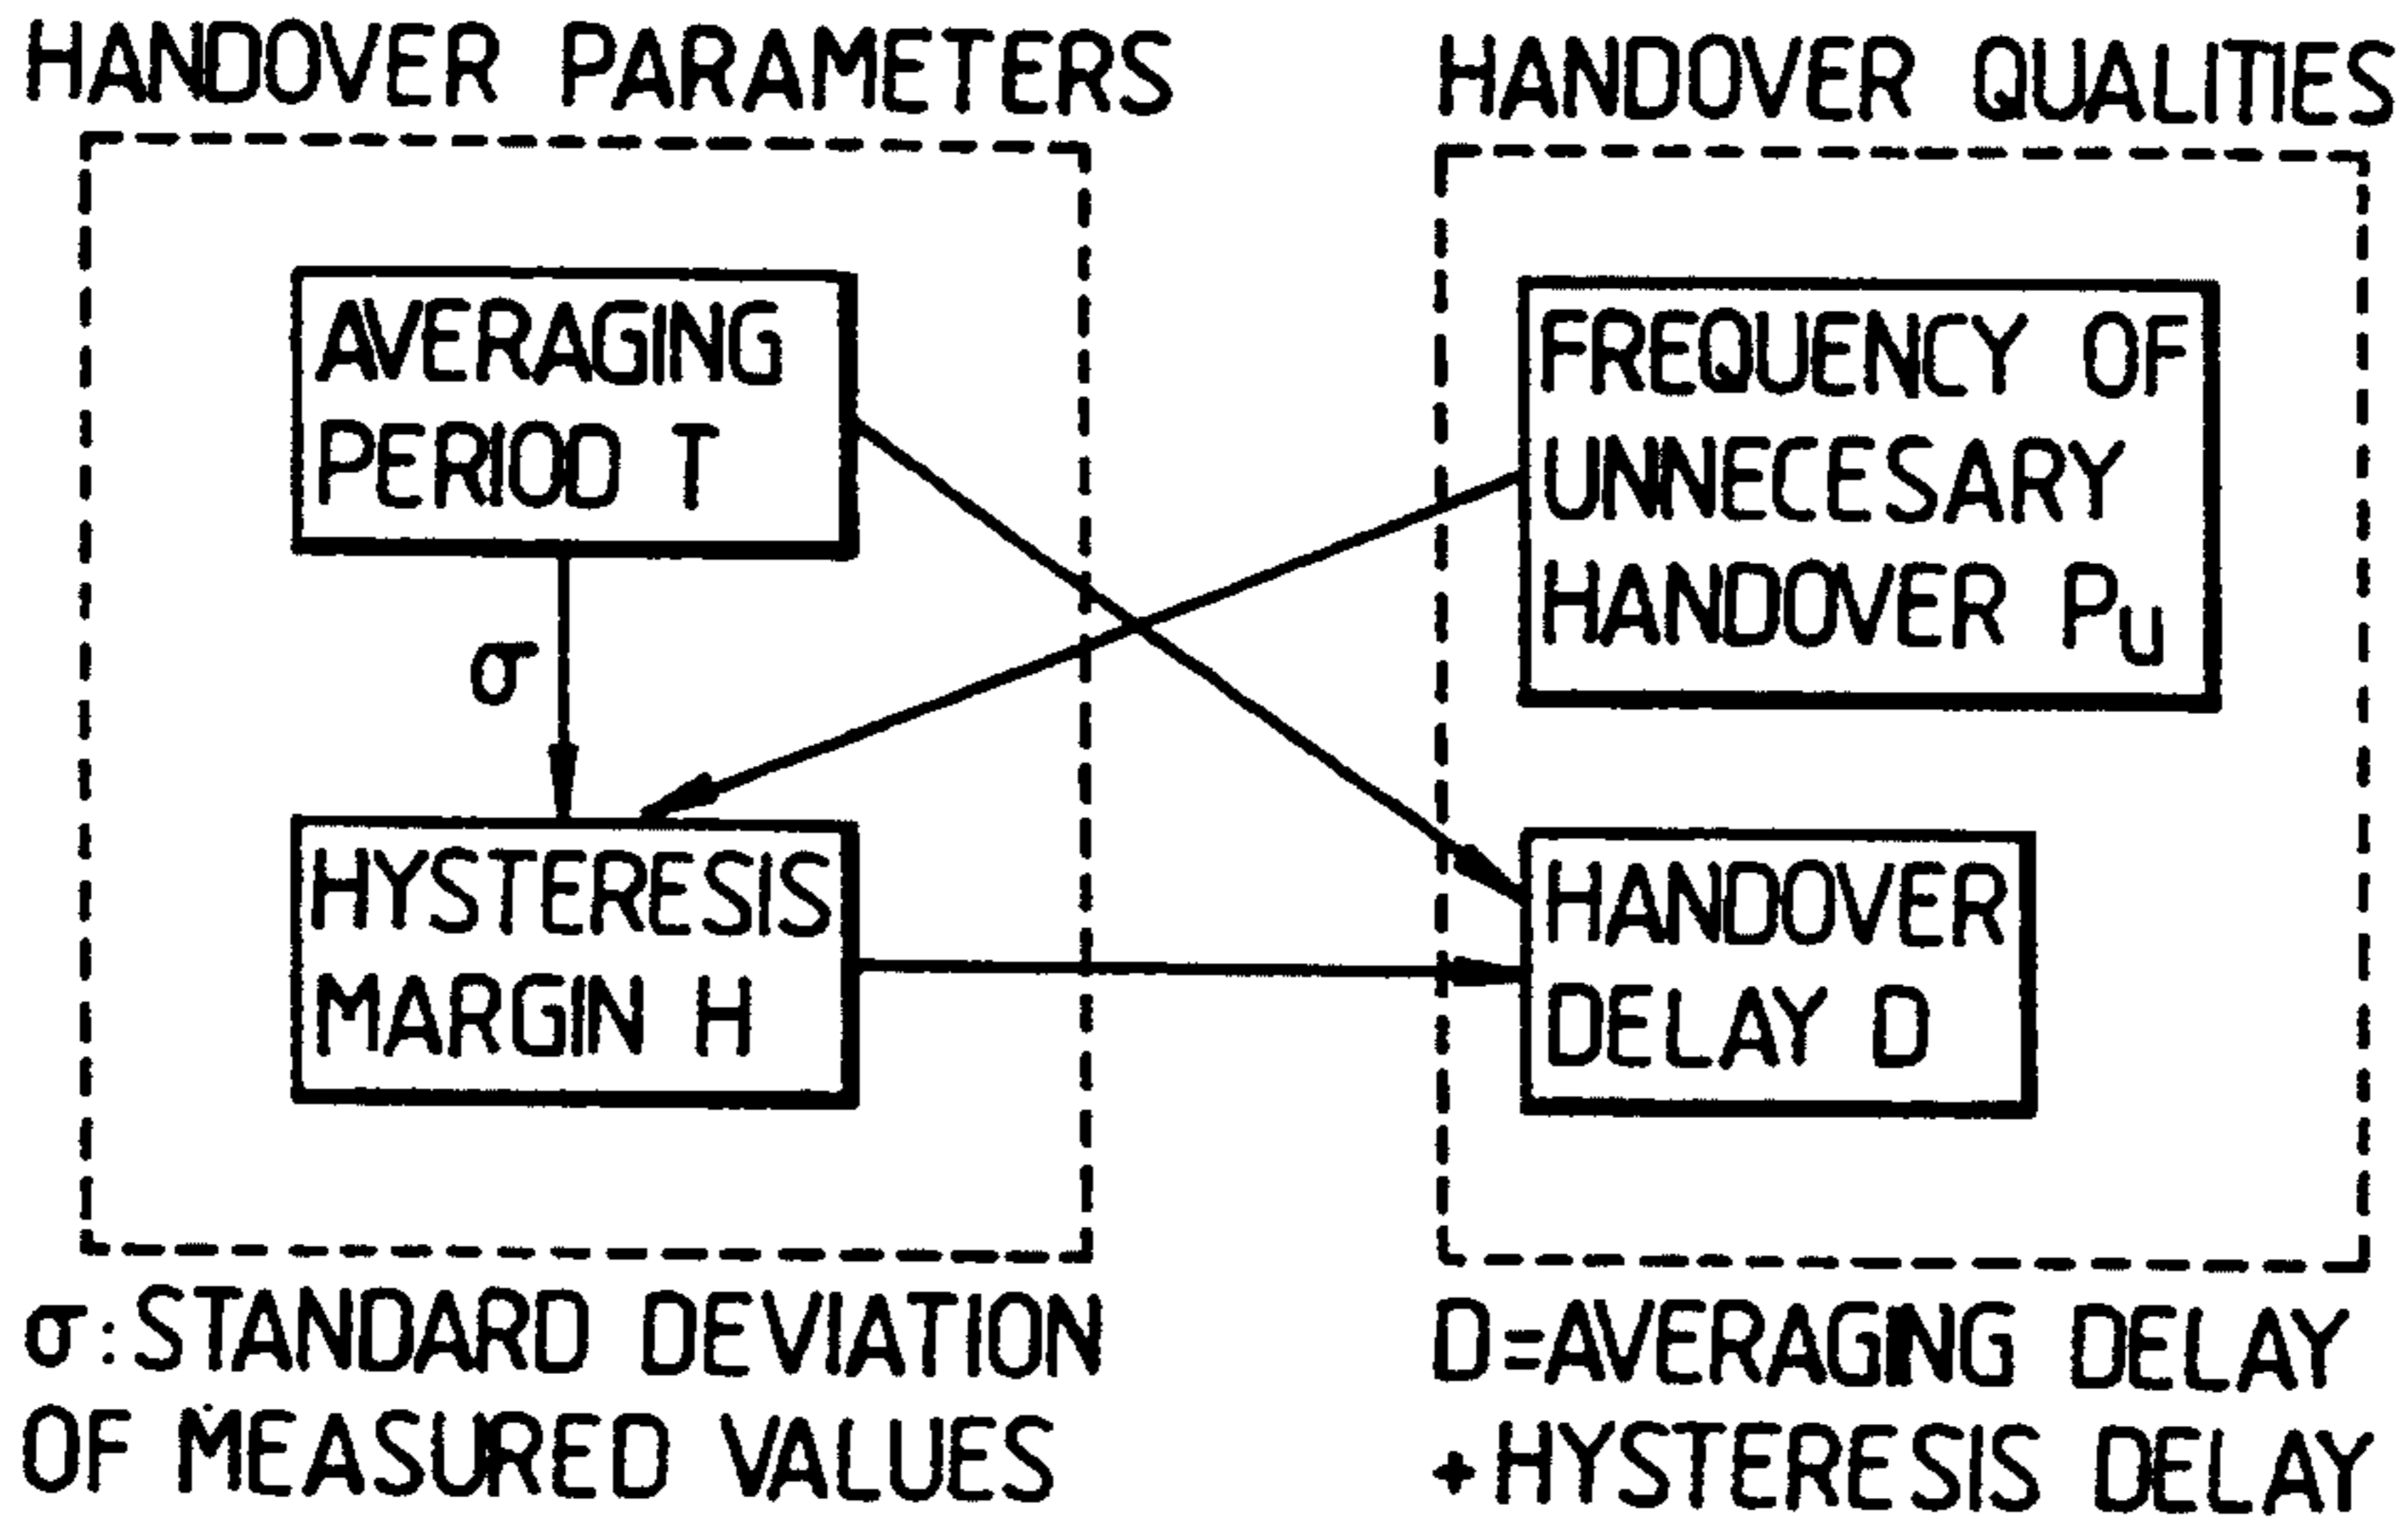 HANDOVER PARAMETERS
AVERAGING
PERIOD T
σ
HYSTERESIS
MARGIN H
σ: STANDARD DEVIATION
OF MEASURED VALUES
HANDOVER QUALITIES
FREQUENCY OF
UNNECESARY
HANDOVER PU
HANDOVER
DELAY D
D=AVERAGING DELAY
+ HYSTERESIS DELAY